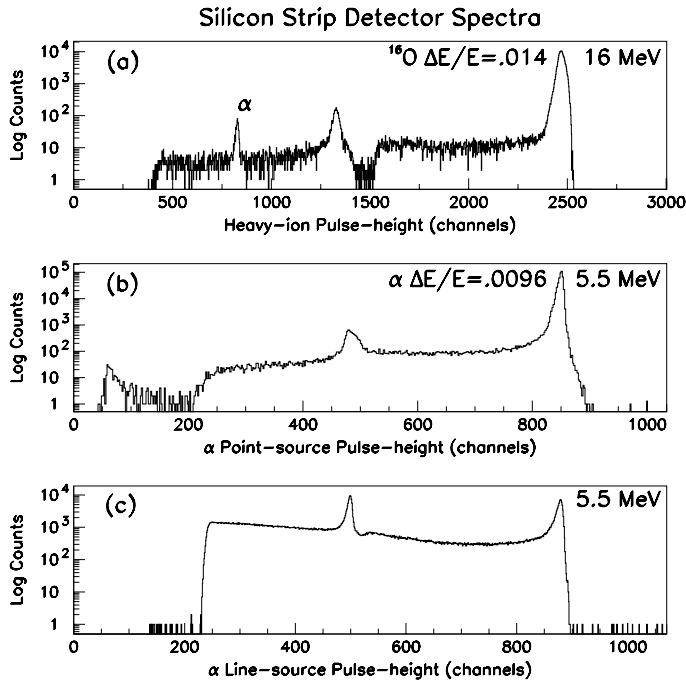 Silicon Strip Detector Spectra
(a)
¹⁶O ΔE/E=.014 16 MeV
α
Log Counts
10⁴
10³
10²
10
1
0 500 1000 1500 2000 2500 3000
Heavy-ion Pulse-height (channels)
(b)
α ΔE/E=.0096 5.5 MeV
Log Counts
10⁵
10⁴
10³
10²
10
1
0 200 400 600 800 1000
α Point-source Pulse-height (channels)
(c)
5.5 MeV
Log Counts
10⁴
10³
10²
10
1
0 200 400 600 800 1000
α Line-source Pulse-height (channels)